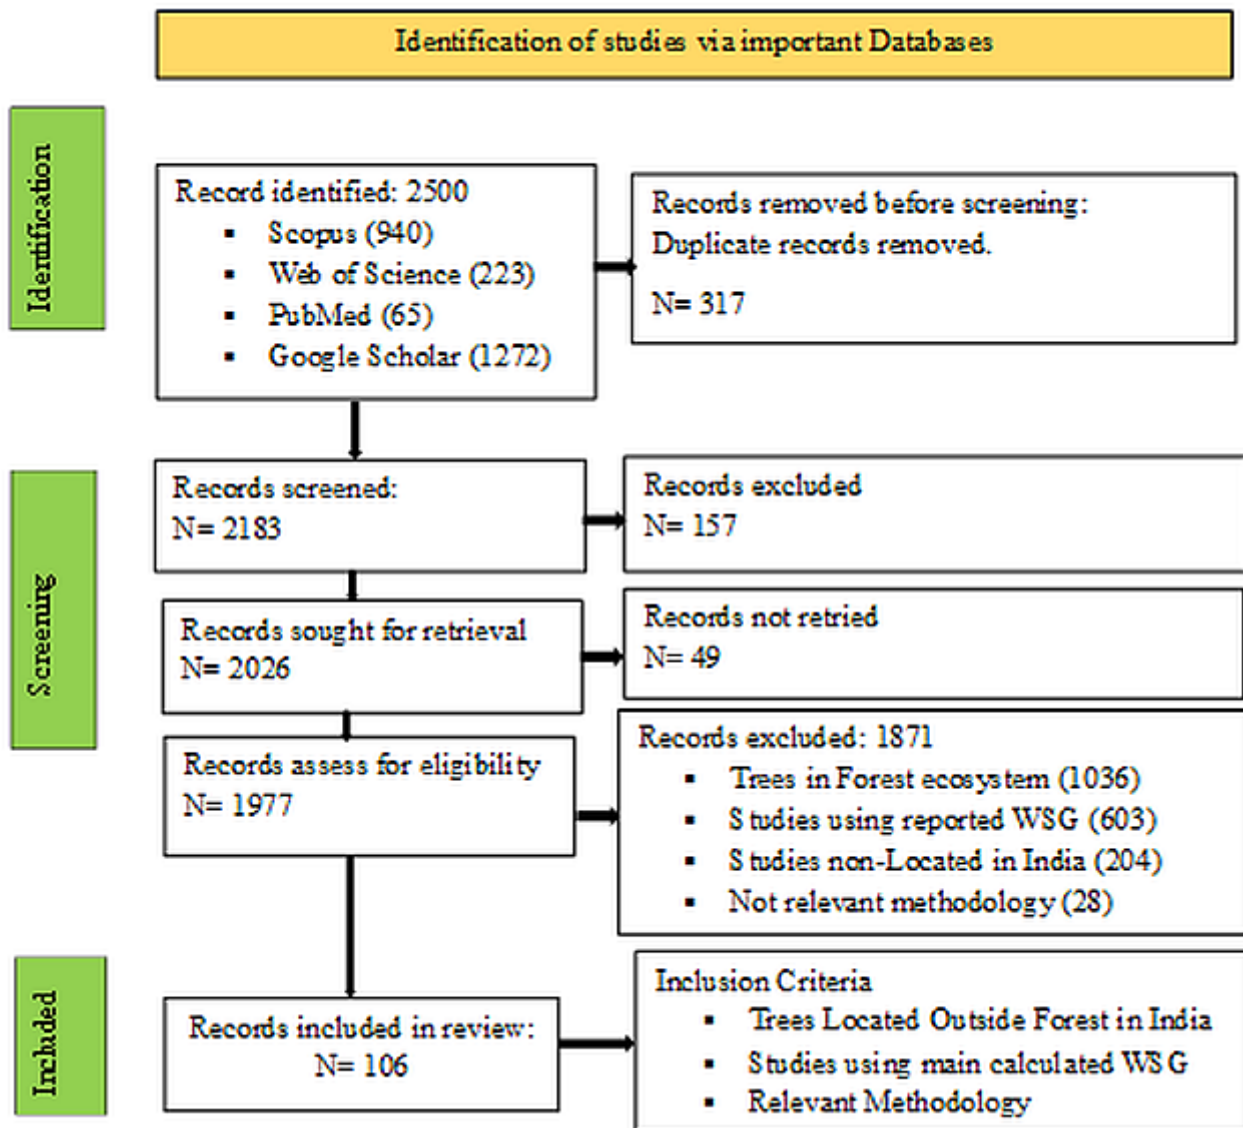 Identification of studies via important Databases
Identification
Record identified: 2500
▪ Scopus (940)
▪ Web of Science (223)
▪ PubMed (65)
▪ Google Scholar (1272)
Records removed before screening:
Duplicate records removed.
N= 317
Screening
Records screened:
N= 2183
Records excluded
N= 157
Records sought for retrieval
N= 2026
Records not retried
N= 49
Records assess for eligibility
N= 1977
Records excluded: 1871
▪ Trees in Forest ecosystem (1036)
▪ Studies using reported WSG (603)
▪ Studies non-Located in India (204)
▪ Not relevant methodology (28)
Included
Records included in review:
N= 106
Inclusion Criteria
▪ Trees Located Outside Forest in India
▪ Studies using main calculated WSG
▪ Relevant Methodology